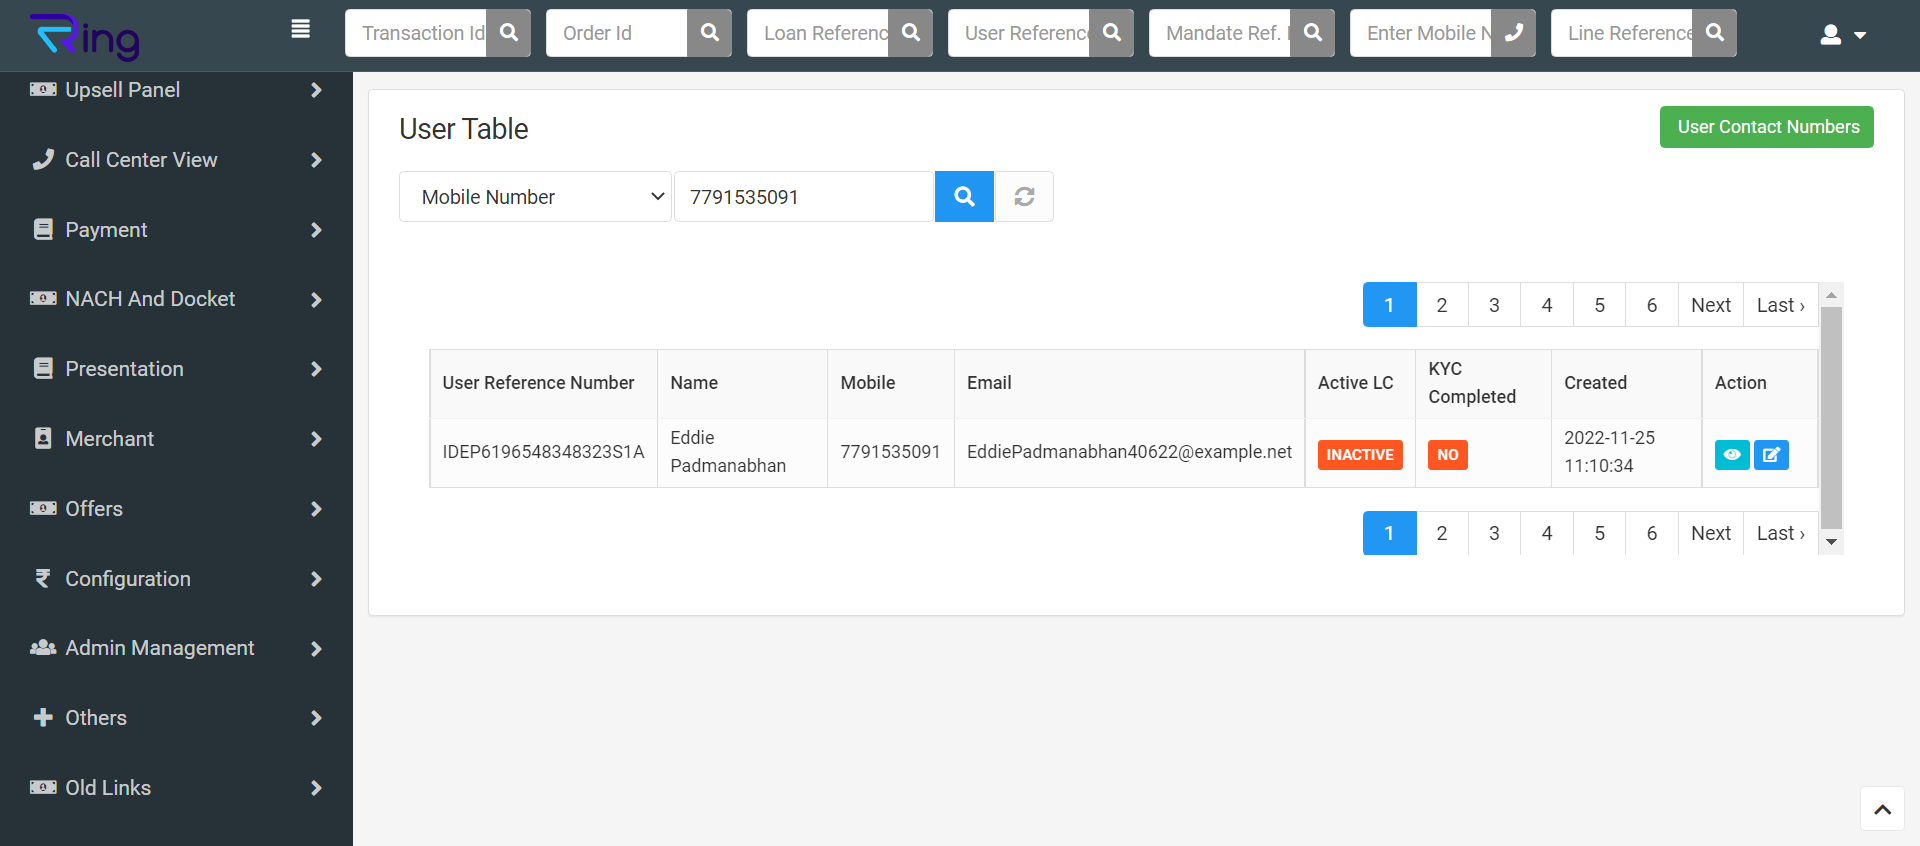 Ring
Transaction Id
Order Id
Loan Referenc
User Referenc
Mandate Ref.
Enter Mobile N
Line Reference
Upsell Panel
Call Center View
Payment
NACH And Docket
Presentation
Merchant
Offers
Configuration
Admin Management
Others
Old Links
User Table
User Contact Numbers
Mobile Number
7791535091
1 2 3 4 5 6 Next Last ›
User Reference Number Name Mobile Email Active LC KYC Completed Created Action
IDEP6196548348323S1A Eddie Padmanabhan 7791535091 EddiePadmanabhan40622@example.net INACTIVE NO 2022-11-25 11:10:34
1 2 3 4 5 6 Next Last ›